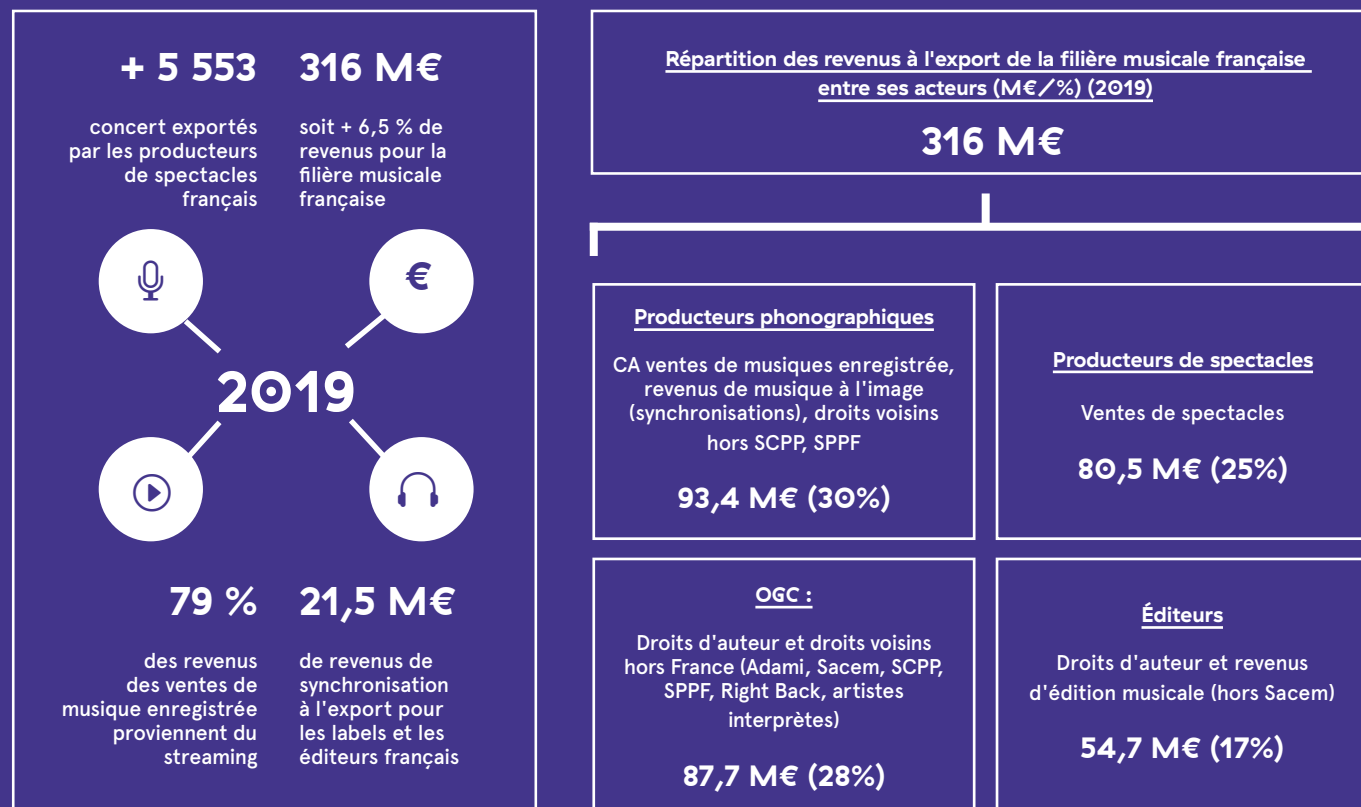 + 5 553
concert exportés
par les producteurs
de spectacles
français
316 M€
soit + 6,5 % de
revenus pour la
filière musicale
française
€
2019
79 %
des revenus
des ventes de
musique enregistrée
proviennent du
streaming
21,5 M€
de revenus de
synchronisation
à l'export pour
les labels et les
éditeurs français
Répartition des revenus à l'export de la filière musicale française
entre ses acteurs (M€/%) (2019)
316 M€
Producteurs phonographiques
CA ventes de musiques enregistrée,
revenus de musique à l'image
(synchronisations), droits voisins
hors SCPP, SPPF
93,4 M€ (30%)
Producteurs de spectacles
Ventes de spectacles
80,5 M€ (25%)
OGC :
Droits d'auteur et droits voisins
hors France (Adami, Sacem, SCPP,
SPPF, Right Back, artistes
interprètes)
87,7 M€ (28%)
Éditeurs
Droits d'auteur et revenus
d'édition musicale (hors Sacem)
54,7 M€ (17%)